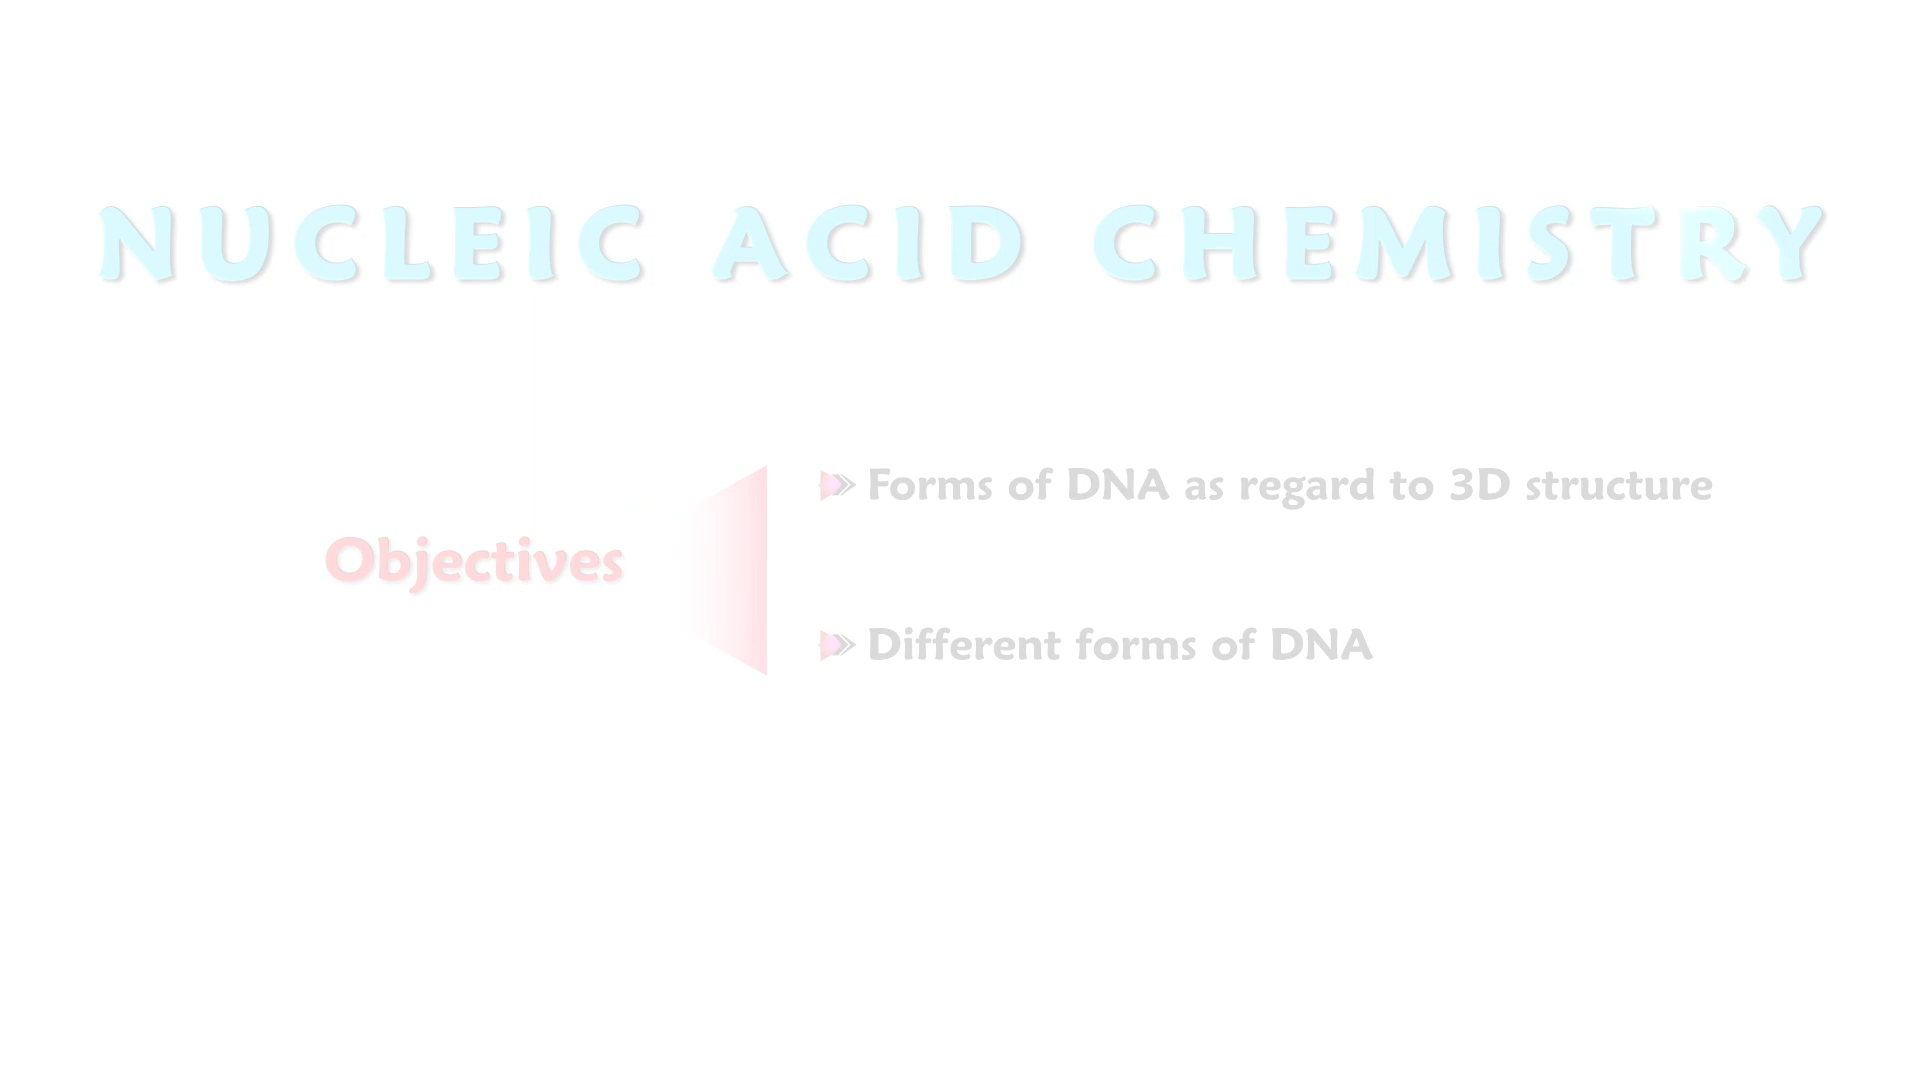 NUCLEIC ACID CHEMISTRY
Forms of DNA as regard to 3D structure
Objectives
Different forms of DNA